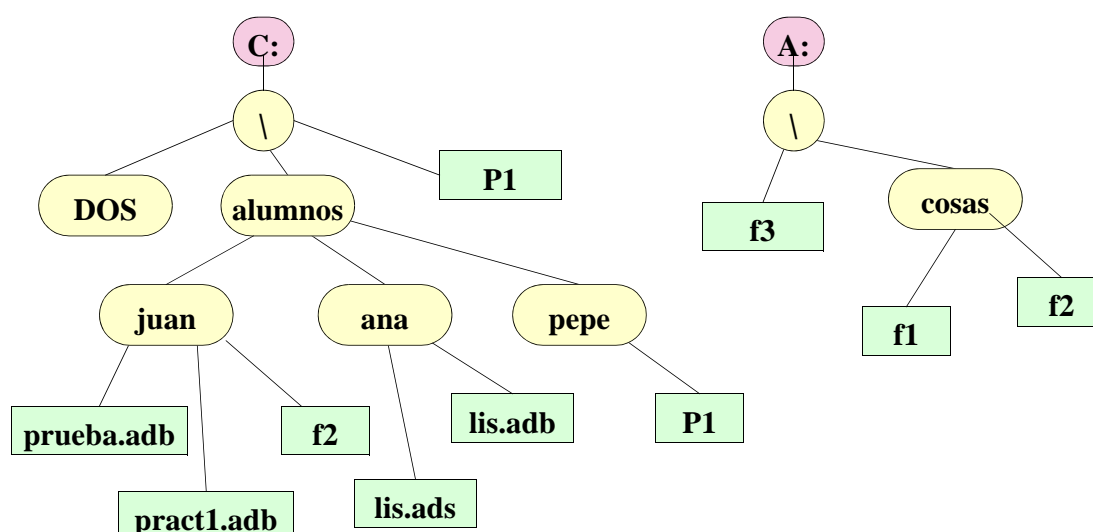 C:
A:
\
\
P1
DOS
alumnos
cosas
f3
juan
ana
pepe
f2
f1
prueba.adb
f2
lis.adb
P1
pract1.adb
lis.ads